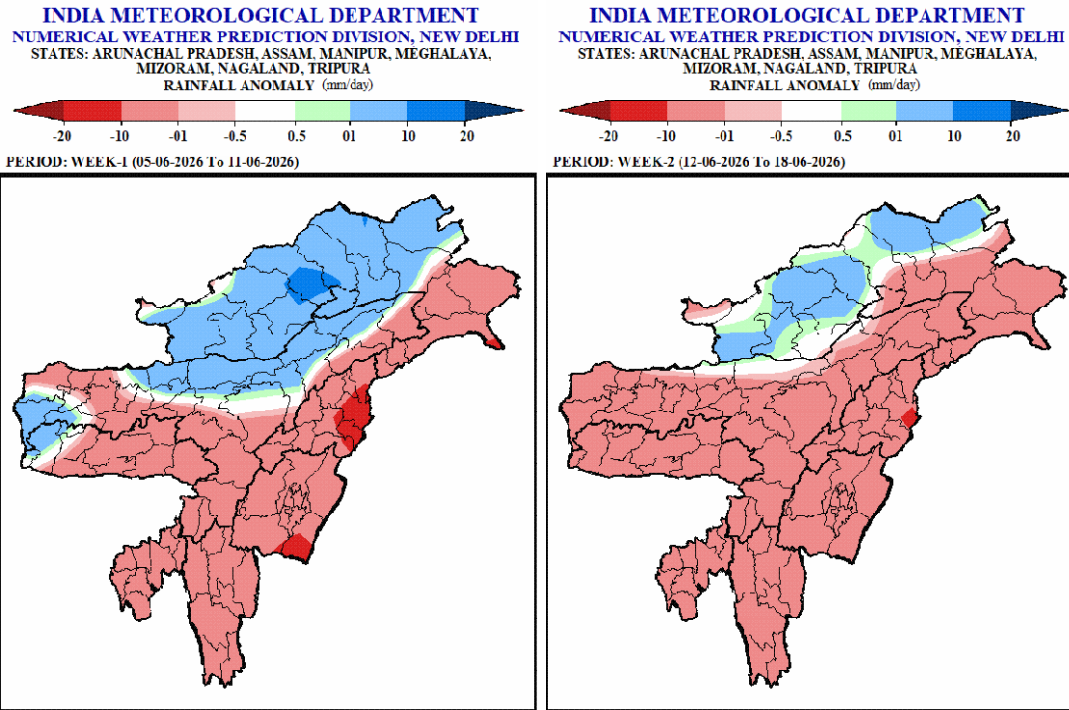 INDIA METEOROLOGICAL DEPARTMENT
NUMERICAL WEATHER PREDICTION DIVISION, NEW DELHI
STATES: ARUNACHAL PRADESH, ASSAM, MANIPUR, MEGHALAYA,
MIZORAM, NAGALAND, TRIPURA
RAINFALL ANOMALY (mm/day)
-20 -10 -01 -0.5 0.5 01 10 20
PERIOD: WEEK-1 (05-06-2026 To 11-06-2026)
INDIA METEOROLOGICAL DEPARTMENT
NUMERICAL WEATHER PREDICTION DIVISION, NEW DELHI
STATES: ARUNACHAL PRADESH, ASSAM, MANIPUR, MEGHALAYA,
MIZORAM, NAGALAND, TRIPURA
RAINFALL ANOMALY (mm/day)
-20 -10 -01 -0.5 0.5 01 10 20
PERIOD: WEEK-2 (12-06-2026 To 18-06-2026)